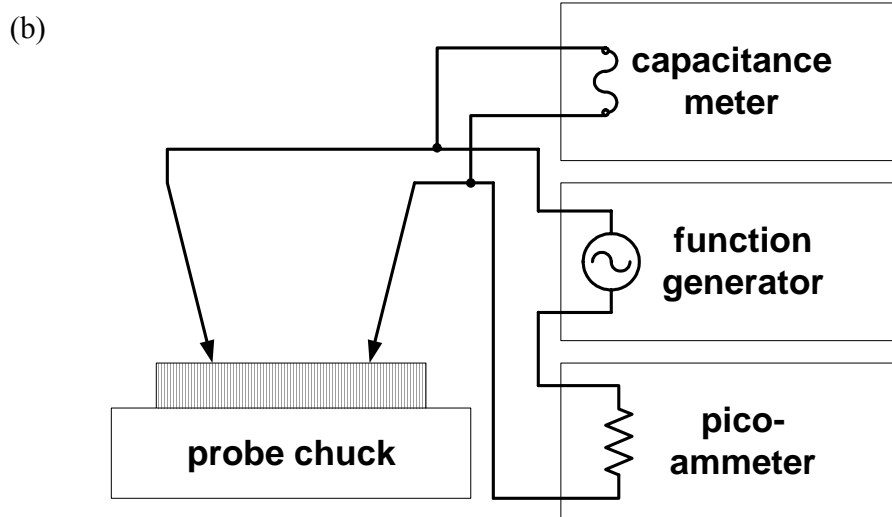 (b)
capacitance
meter
function
generator
pico-
ammeter
probe chuck